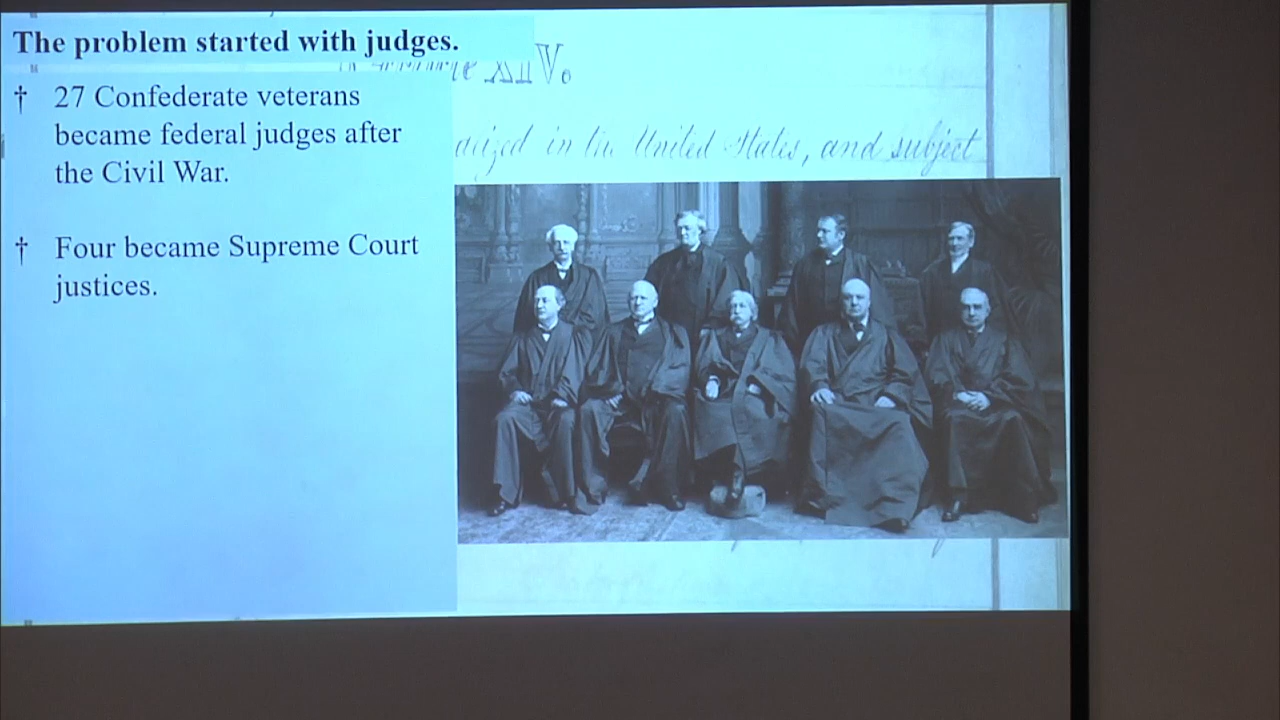 The problem started with judges.
XIV.
† 27 Confederate veterans
became federal judges after
the Civil War.
in the United States, and subject
† Four became Supreme Court
justices.